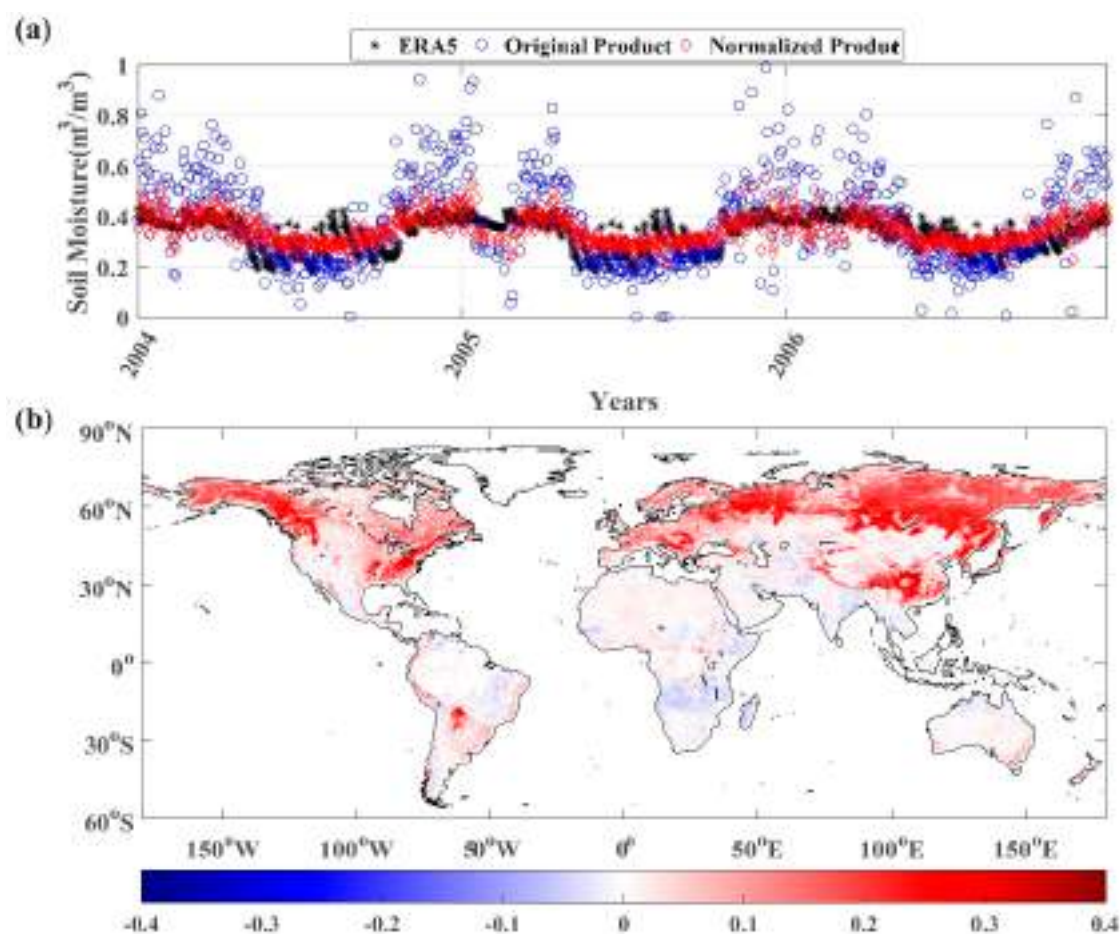 (a)
* ERA5 ○ Original Product ○ Normalized Product
Soil Moisture(m³/m³)
1
0.8
0.6
0.4
0.2
0
2004
2005
2006
Years
(b)
90°N
60°N
30°N
0°
30°S
60°S
150°W
100°W
50°W
0°
50°E
100°E
150°E
-0.4
-0.3
-0.2
-0.1
0
0.1
0.2
0.3
0.4